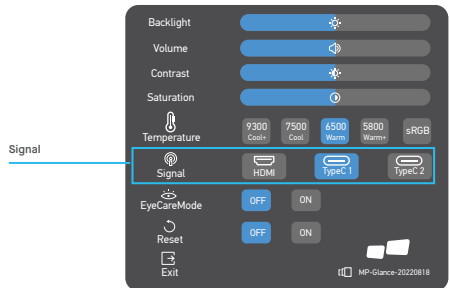 Backlight
Volume
Contrast
Saturation
Temperature
9300 Cool+
7500 Cool
6500 Warm
5800 Warm+
sRGB
Signal
Signal
HDMI
TypeC 1
TypeC 2
EyeCareMode
OFF
ON
Reset
OFF
ON
Exit
MP-Glance-20220818